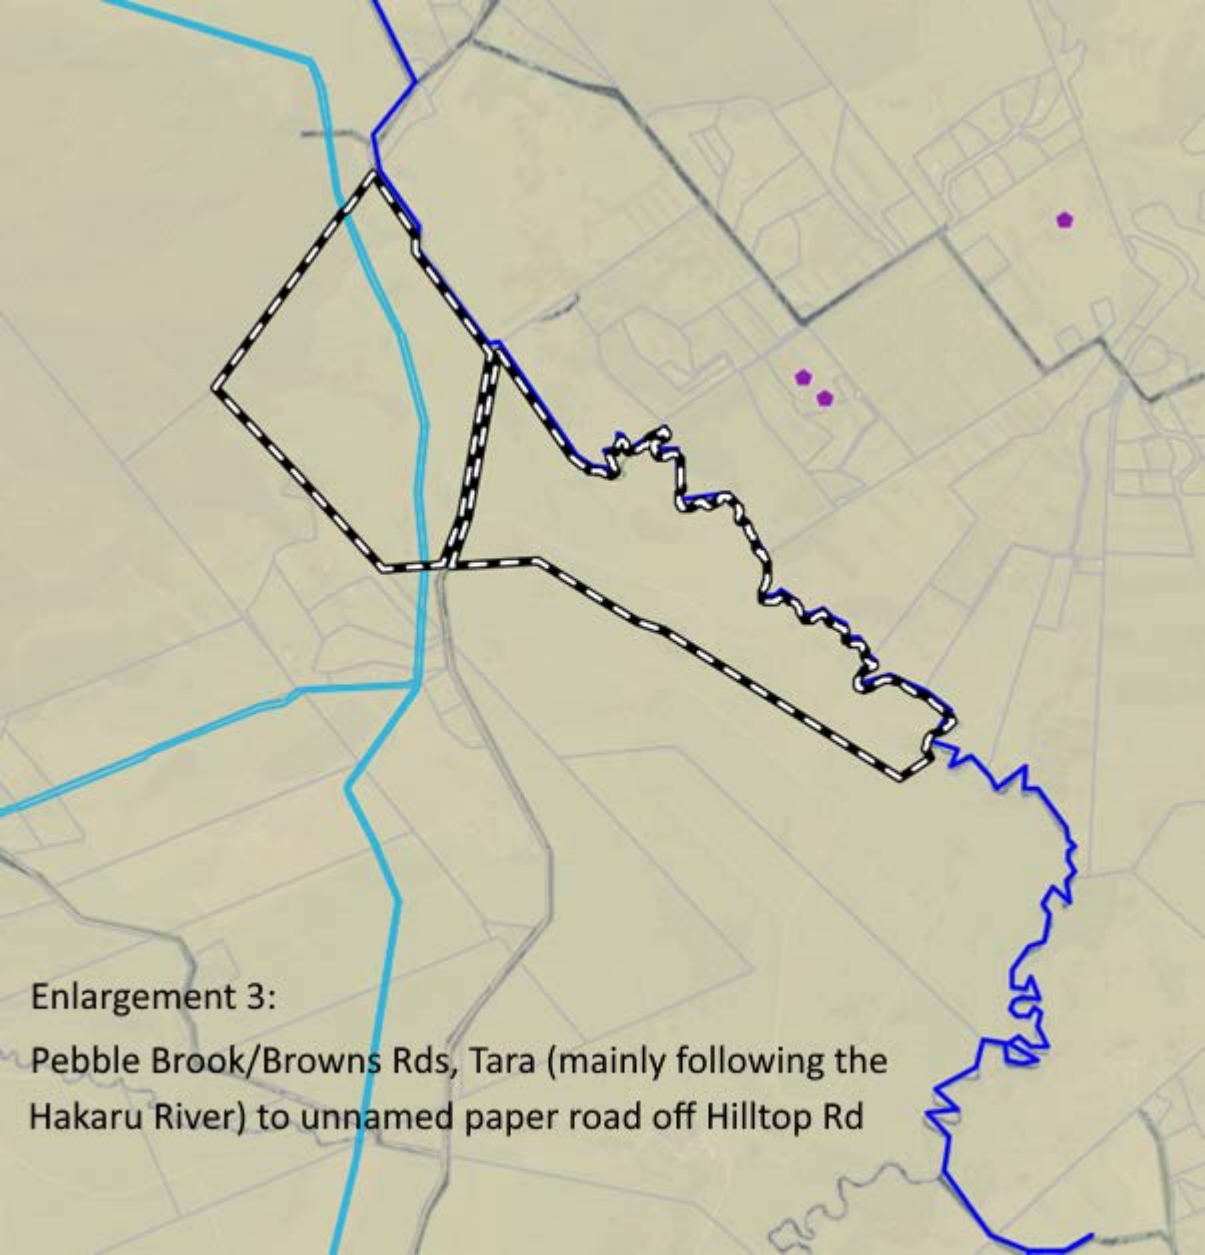 Enlargement 3:
Pebble Brook/Browns Rds, Tara (mainly following the
Hakaru River) to unnamed paper road off Hilltop Rd